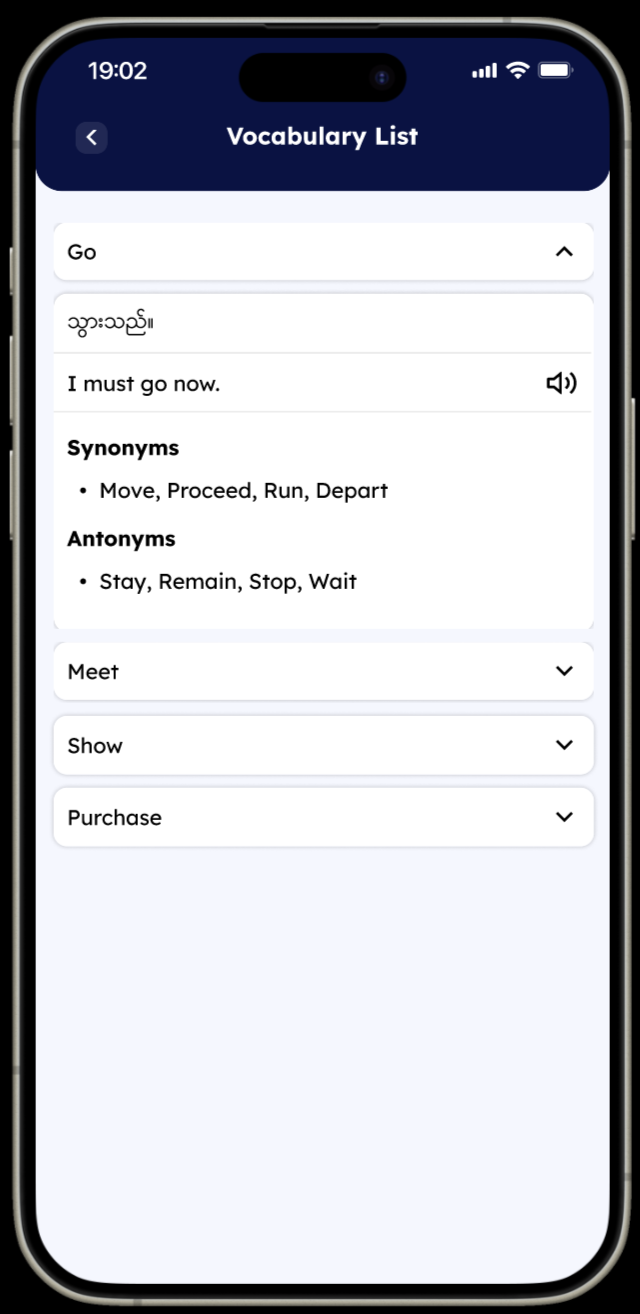 19:02
Vocabulary List
Go
သွားသည်။
I must go now.
Synonyms
• Move, Proceed, Run, Depart
Antonyms
• Stay, Remain, Stop, Wait
Meet
Show
Purchase